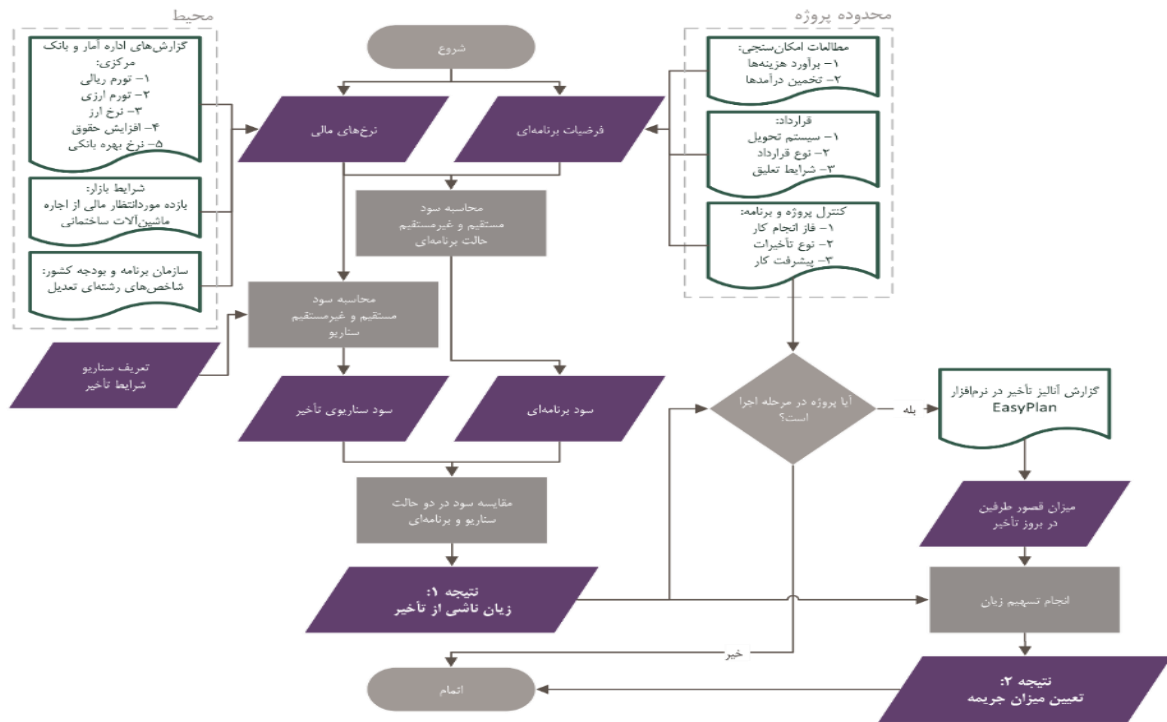 محیط
محدوده پروژه
گزارش‌های اداره آمار و بانک
مرکزی:
۱- تورم ریالی
۲- تورم ارزی
۳- نرخ ارز
۴- افزایش حقوق
۵- نرخ بهره بانکی
شرایط بازار:
بازده موردانتظار مالی از اجاره
ماشین‌آلات ساختمانی
سازمان برنامه و بودجه کشور:
شاخص‌های رشته‌ای تعدیل
مطالعات امکان‌سنجی:
۱- برآورد هزینه‌ها
۲- تخمین درآمدها
قرارداد:
۱- سیستم تحویل
۲- نوع قرارداد
۳- شرایط تعلیق
کنترل پروژه و برنامه:
۱- فاز انجام کار
۲- نوع تأخیرات
۳- پیشرفت کار
شروع
فرضیات برنامه‌ای
نرخ‌های مالی
محاسبه سود
مستقیم و غیرمستقیم
حالت برنامه‌ای
محاسبه سود
مستقیم و غیرمستقیم
سناریو
تعریف سناریو
شرایط تأخیر
سود برنامه‌ای
سود سناریوی تأخیر
مقایسه سود در دو حالت
سناریو و برنامه‌ای
نتیجه ۱:
زیان ناشی از تأخیر
آیا پروژه در مرحله اجرا
است؟
بله
خیر
گزارش آنالیز تأخیر در نرم‌افزار
EasyPlan
میزان قصور طرفین
در بروز تأخیر
انجام تسهیم زیان
نتیجه ۲:
تعیین میزان جریمه
اتمام